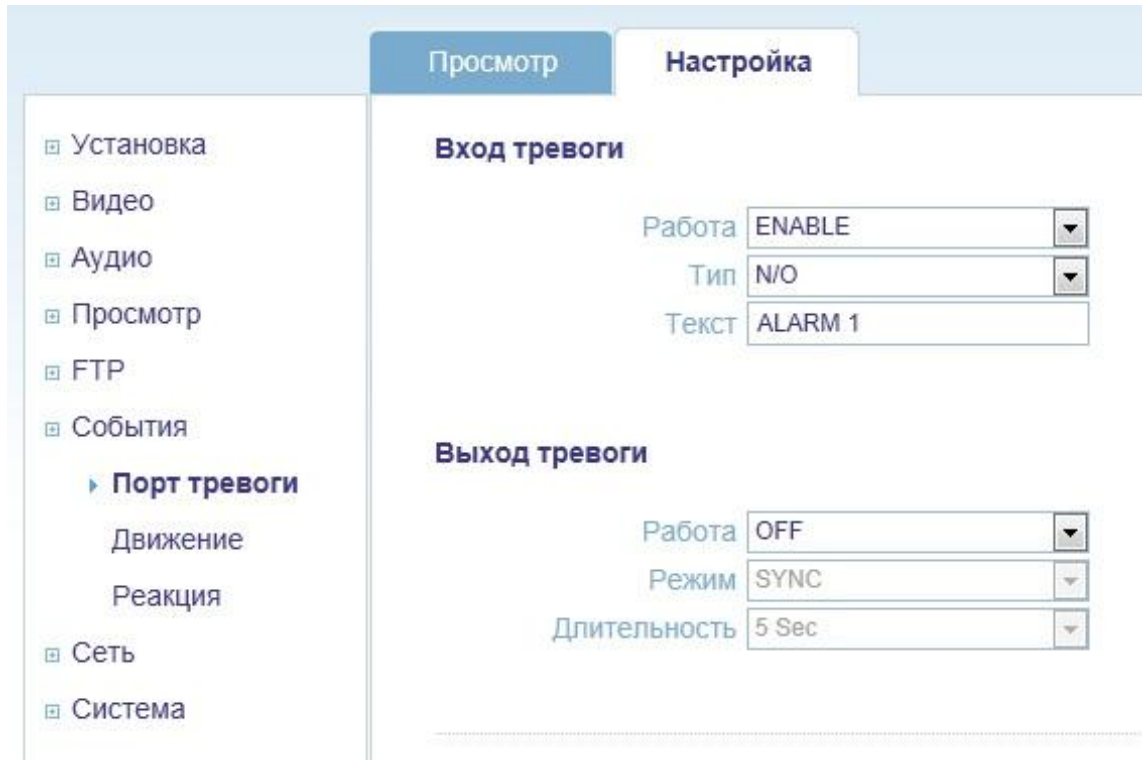 Просмотр
Настройка
Установка
Видео
Аудио
Просмотр
FTP
События
Порт тревоги
Движение
Реакция
Сеть
Система
Вход тревоги
Работа ENABLE
Тип N/O
Текст ALARM 1
Выход тревоги
Работа OFF
Режим SYNC
Длительность 5 Sec